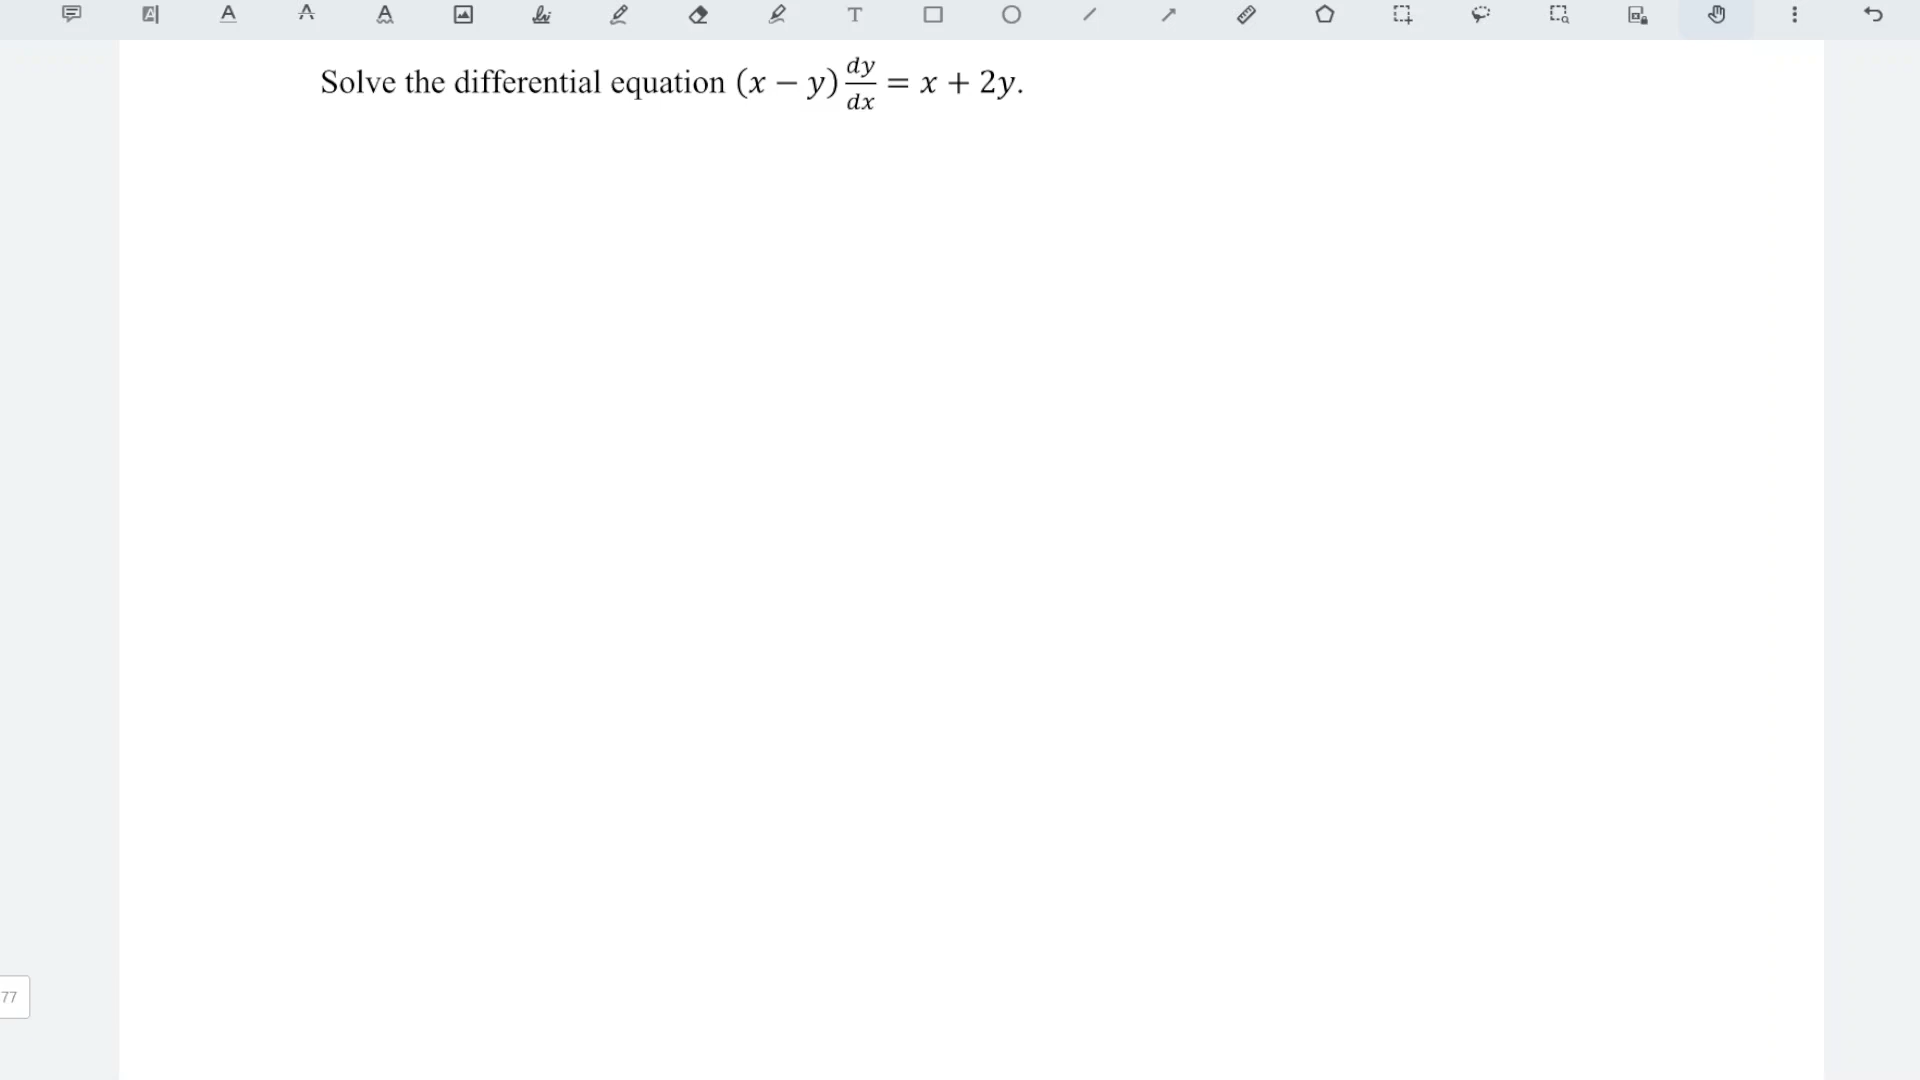 Solve the differential equation (x − y) dy/dx = x + 2y.
77